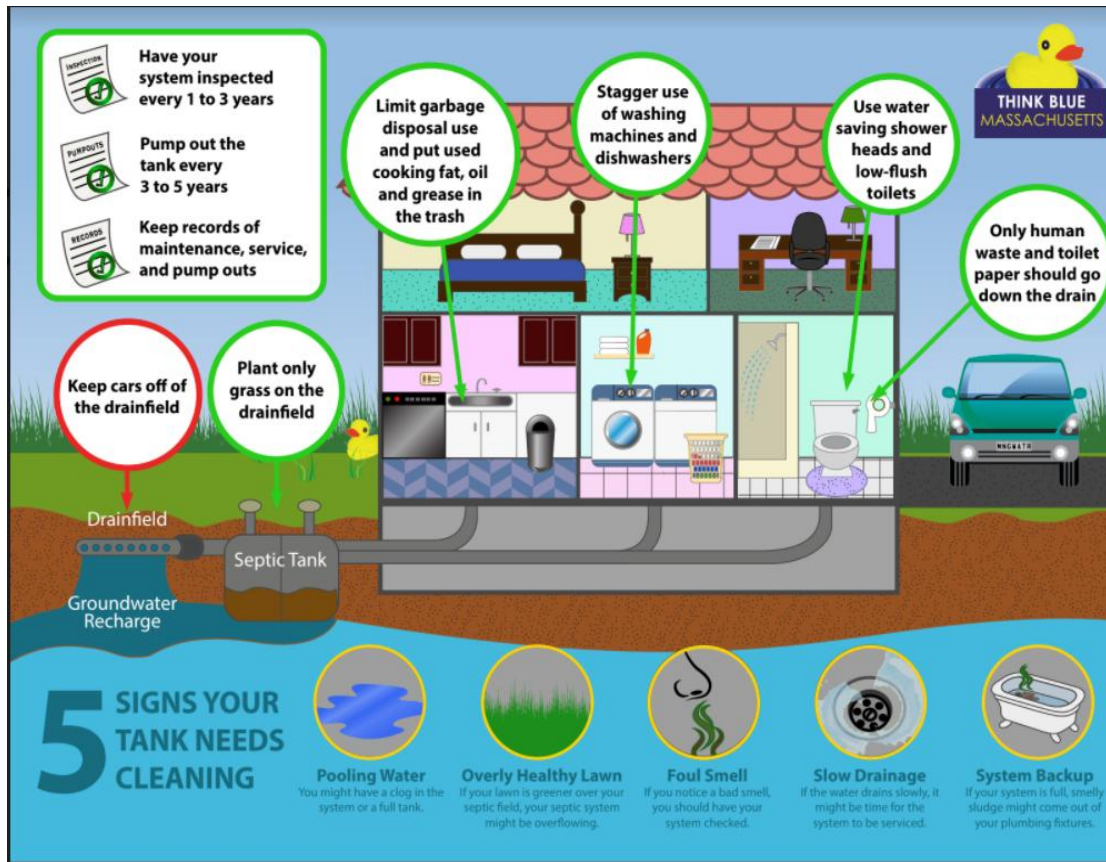 INSPECTION
Have your
system inspected
every 1 to 3 years
PUMPOUTS
Pump out the
tank every
3 to 5 years
RECORDS
Keep records of
maintenance, service,
and pump outs
Limit garbage
disposal use
and put used
cooking fat, oil
and grease in
the trash
Stagger use
of washing
machines and
dishwashers
Use water
saving shower
heads and
low-flush
toilets
THINK BLUE
MASSACHUSETTS
Only human
waste and toilet
paper should go
down the drain
Keep cars off of
the drainfield
Plant only
grass on the
drainfield
MNGWATR
Drainfield
Septic Tank
Groundwater
Recharge
5 SIGNS YOUR
TANK NEEDS
CLEANING
Pooling Water
You might have a clog in the
system or a full tank.
Overly Healthy Lawn
If your lawn is greener over your
septic field, your septic system
might be overflowing.
Foul Smell
If you notice a bad smell,
you should have your
system checked.
Slow Drainage
If the water drains slowly, it
might be time for the
system to be serviced.
System Backup
If your system is full, smelly
sludge might come out of
your plumbing fixtures.